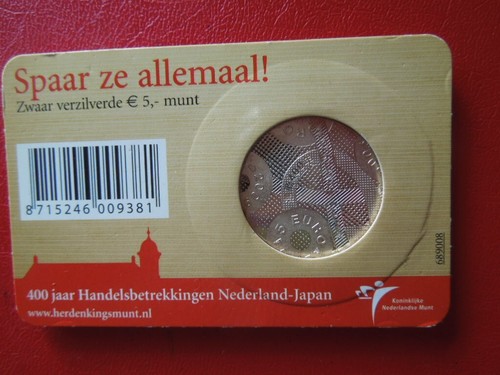 Spaar ze allemaal!
Zwaar verzilverde € 5,- munt
8 715246 009381
5 EURO
689008
400 jaar Handelsbetrekkingen Nederland-Japan
www.herdenkingsmunt.nl
Koninklijke
Nederlandse Munt